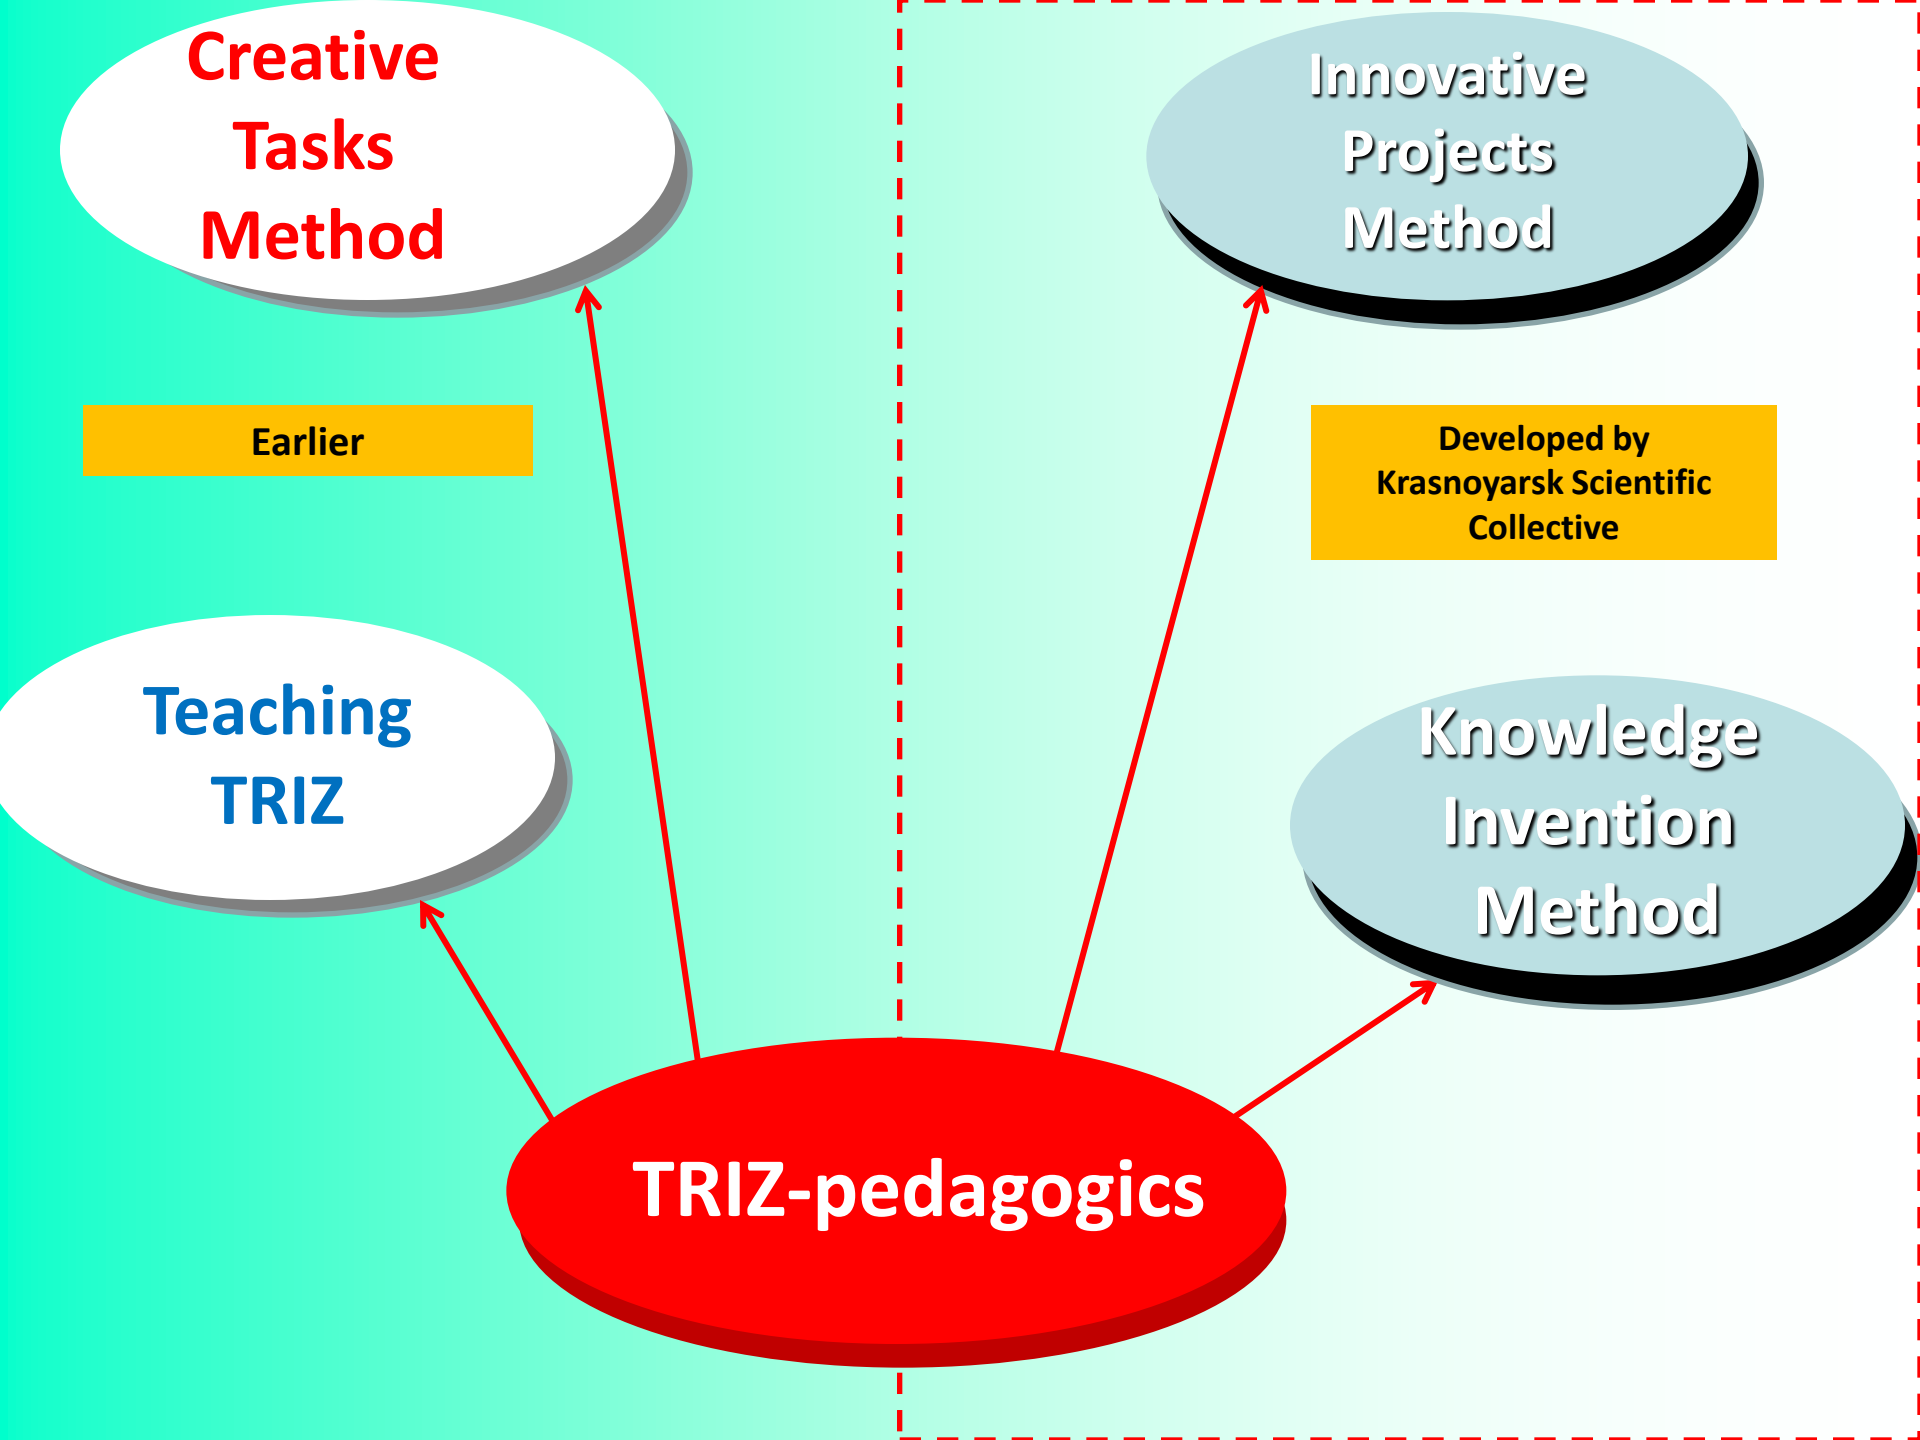 Creative
Tasks
Method
Innovative
Projects
Method
Earlier
Developed by
Krasnoyarsk Scientific
Collective
Teaching
TRIZ
Knowledge
Invention
Method
TRIZ-pedagogics